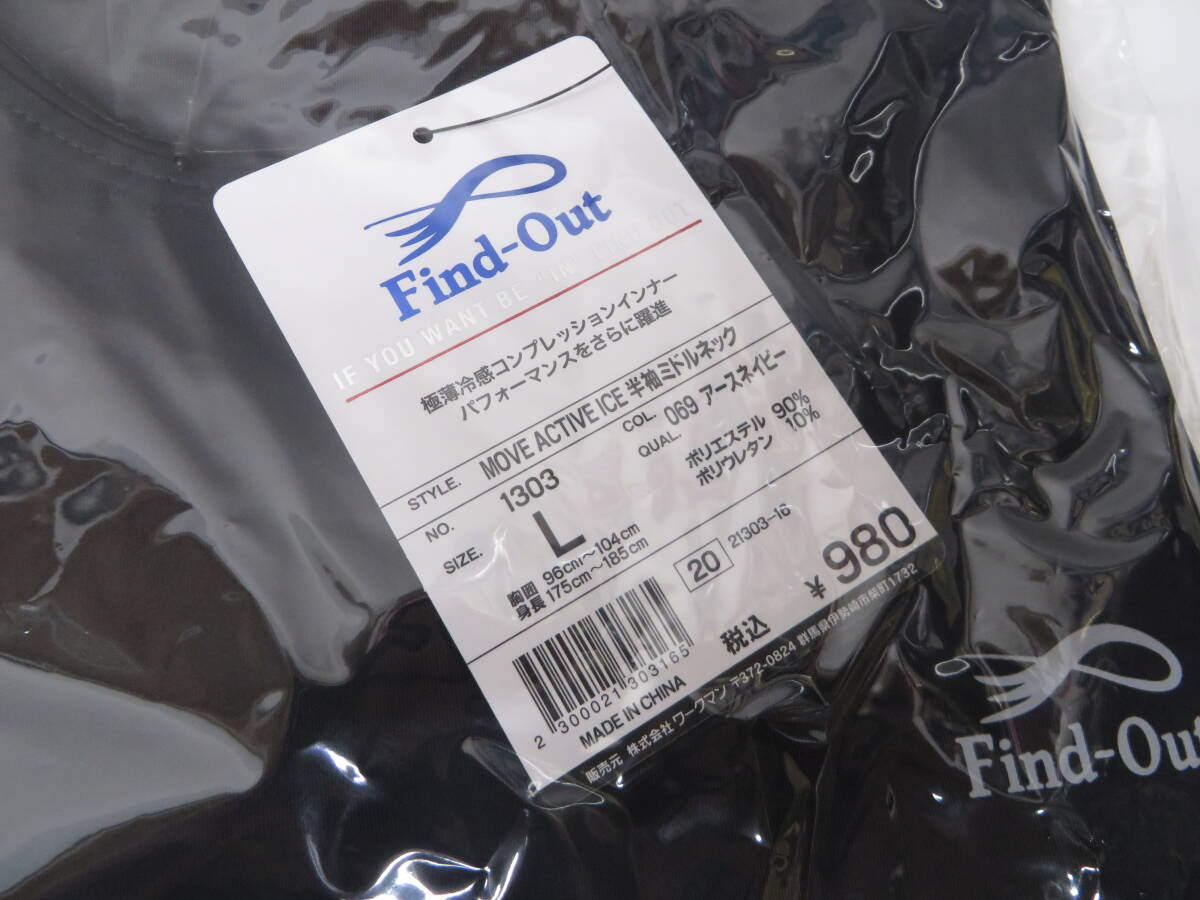 Find-Out
IF YOU WANT BE "IN" FIND OUT
極薄冷感コンプレッションインナー
パフォーマンスをさらに躍進
STYLE. MOVE ACTIVE ICE 半袖ミドルネック
NO. 1303 COL. 069 アースネイビー
SIZE. L QUAL. ポリエステル 90%
ポリウレタン 10%
胸囲 96cm～104cm
身長 175cm～185cm
20 21303-16
2 300021 303165
税込 ¥980
MADE IN CHINA
販売元 株式会社ワークマン 〒372-0824 群馬県伊勢崎市柴町1732
Find-Out